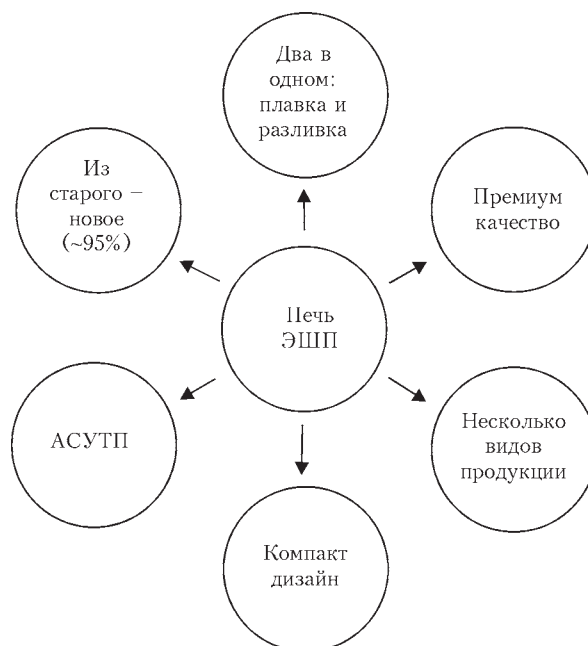 Два в
одном:
плавка и
разливка
Из
старого –
новое
(~95%)
Премиум
качество
Печь
ЭШП
АСУТП
Несколько
видов
продукции
Компакт
дизайн